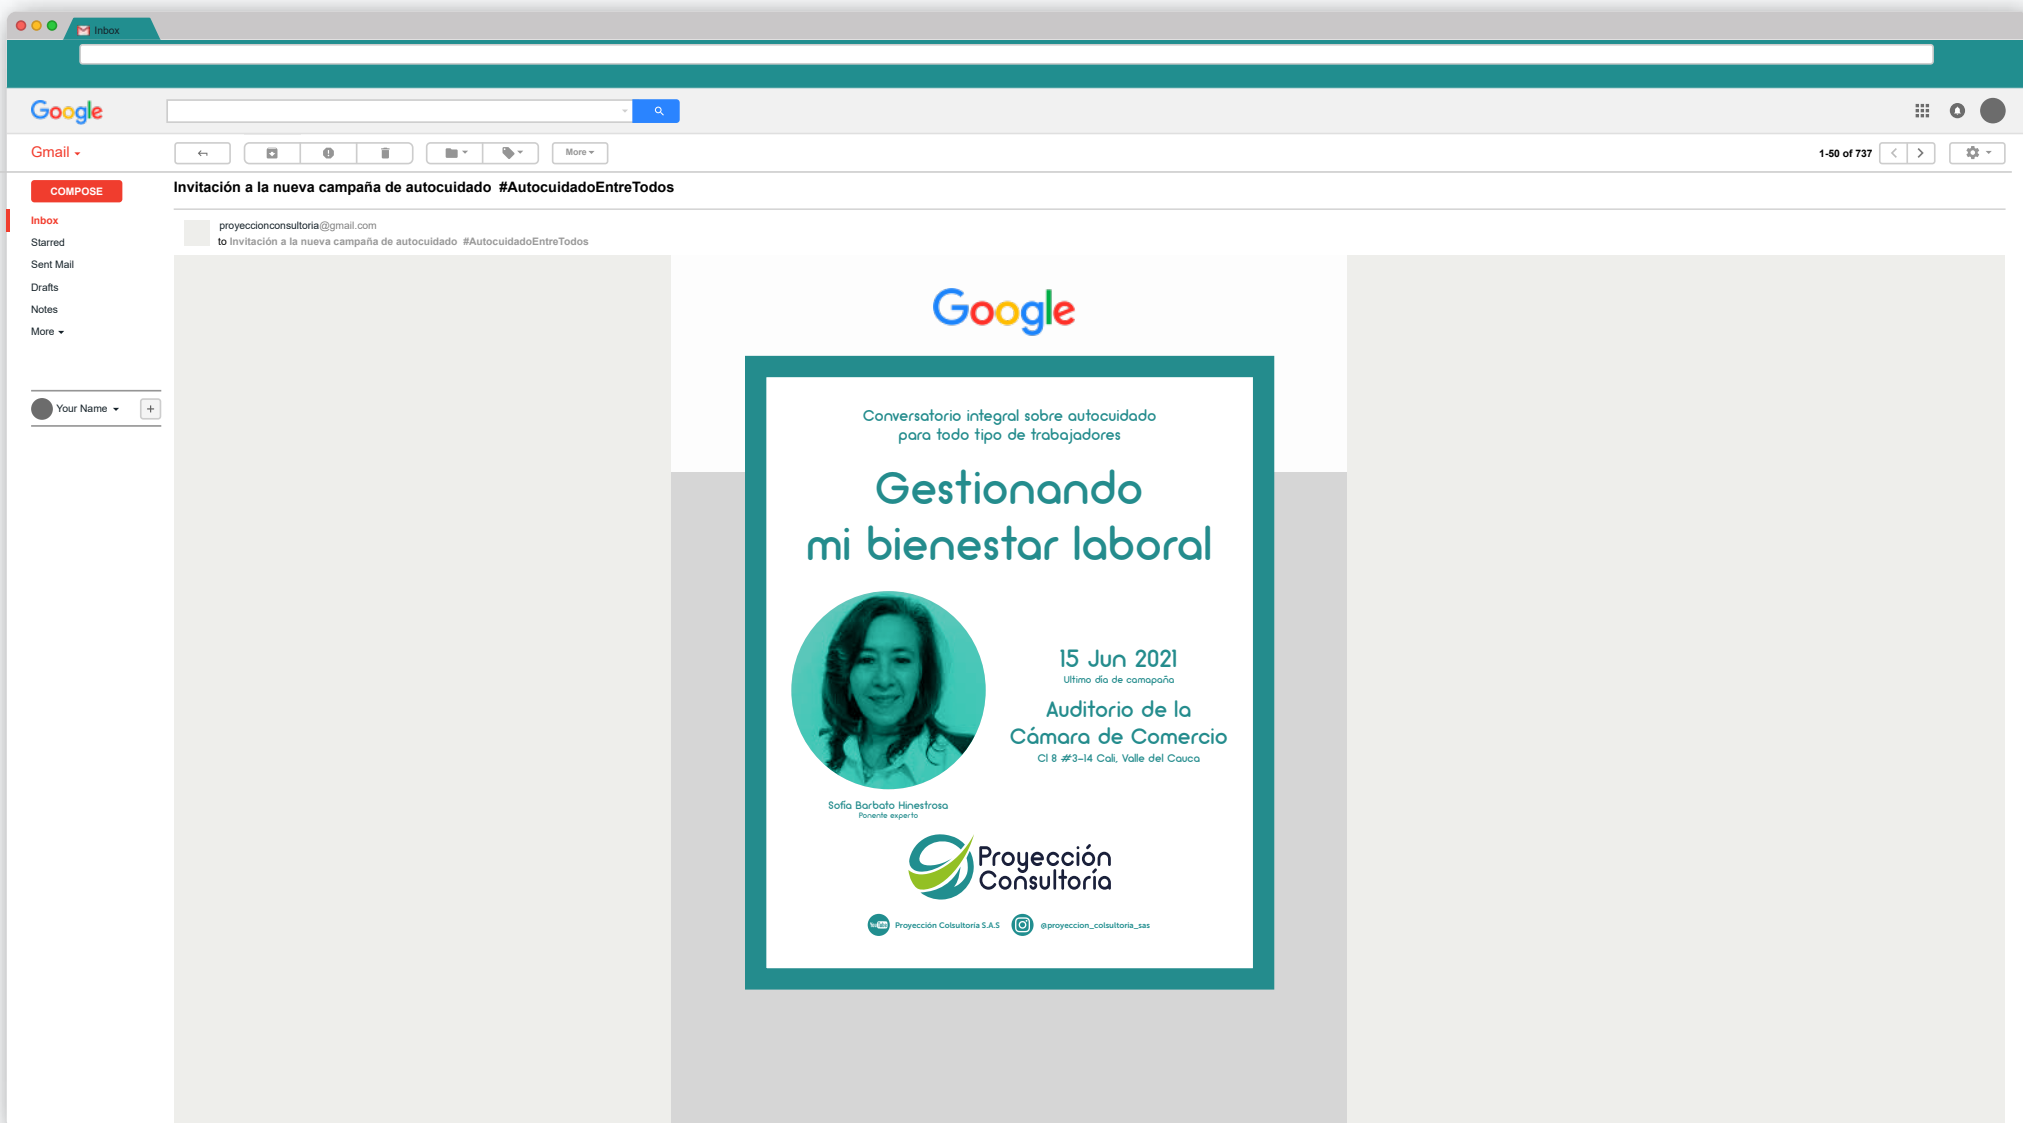 Inbox
Google
Gmail
More
1-50 of 737
COMPOSE
Inbox
Starred
Sent Mail
Drafts
Notes
More
Your Name
Invitación a la nueva campaña de autocuidado #AutocuidadoEntreTodos
proyeccionconsultoria@gmail.com
to Invitación a la nueva campaña de autocuidado #AutocuidadoEntreTodos
Google
Conversatorio integral sobre autocuidado
para todo tipo de trabajadores
Gestionando
mi bienestar laboral
15 Jun 2021
Ultimo día de camapaña
Auditorio de la
Cámara de Comercio
Cl 8 #3-14 Cali, Valle del Cauca
Sofía Barbato Hinestrosa
Ponente experto
Proyección
Consultoría
YouTube
Proyección Colsultoría S.A.S
@proyeccion_colsultoria_sas